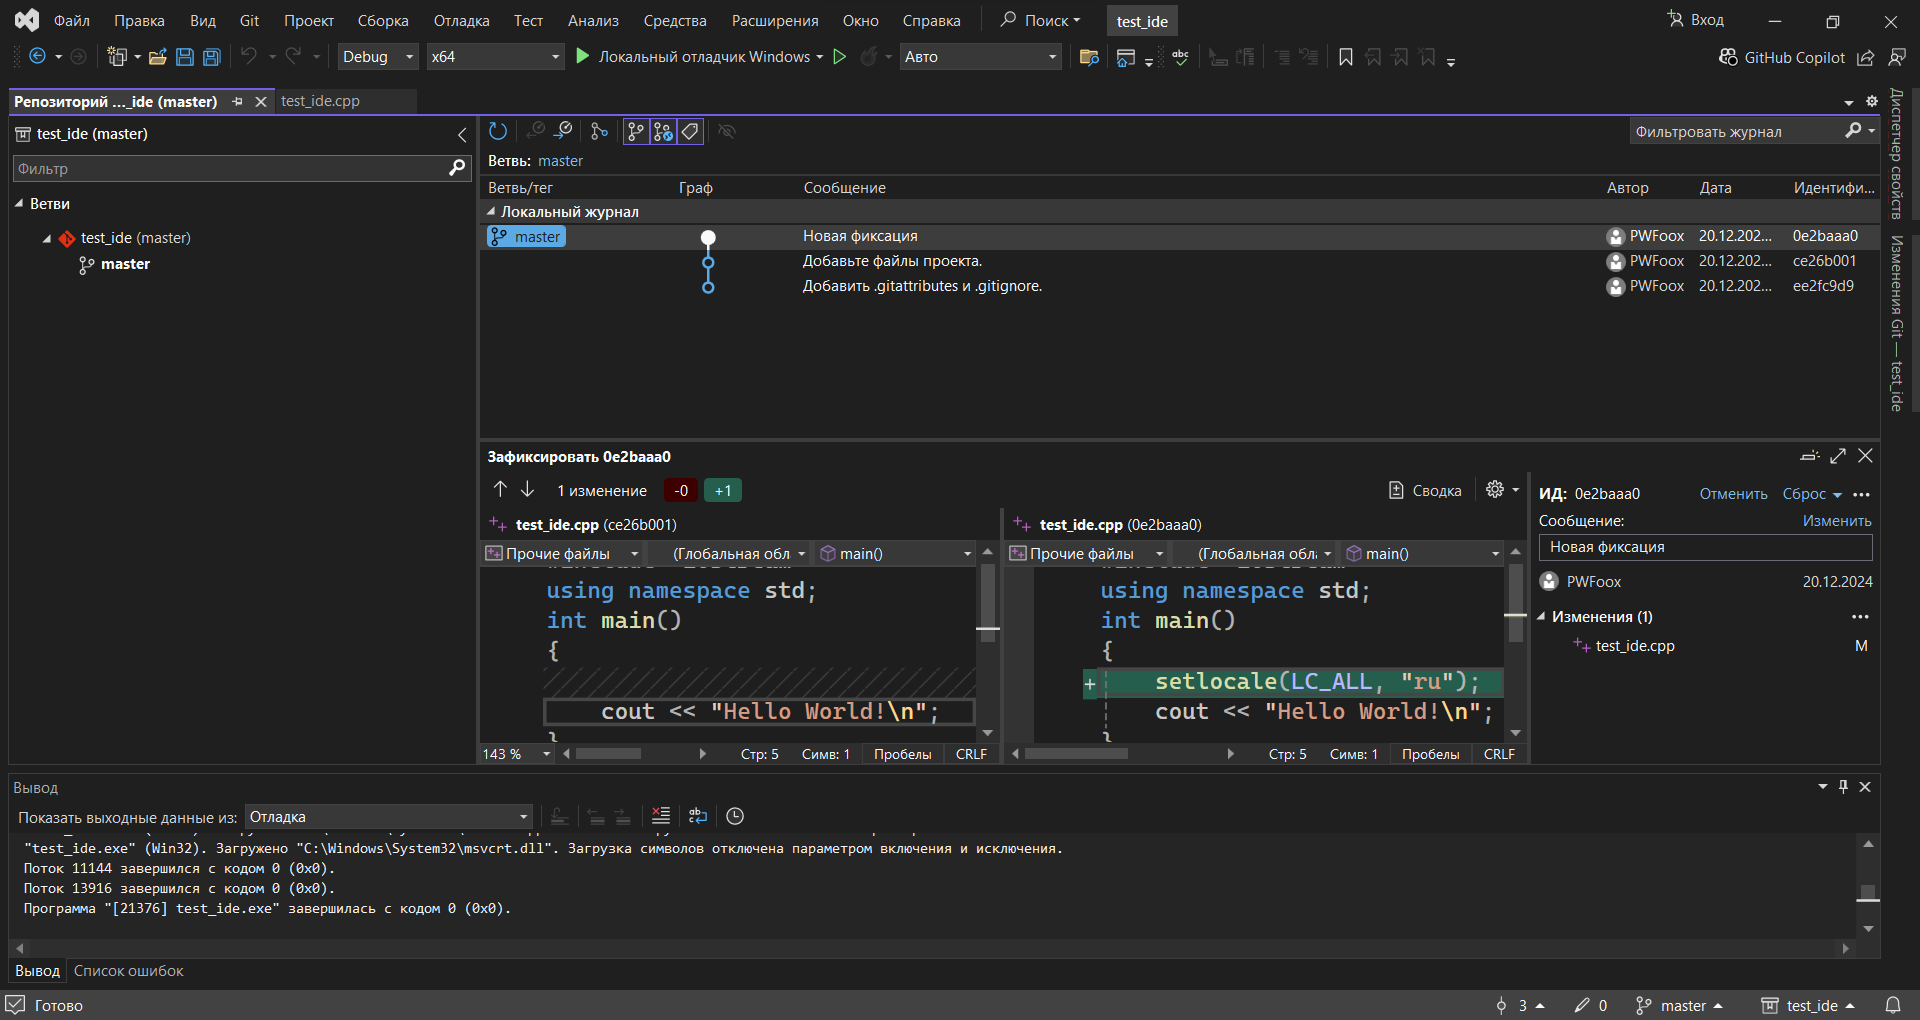 Файл Правка Вид Git Проект Сборка Отладка Тест Анализ Средства Расширения Окно Справка Поиск test_ide Вход
Debug x64 Локальный отладчик Windows Авто abc GitHub Copilot
Репозиторий ..._ide (master) test_ide.cpp
test_ide (master)
Фильтр
Ветви
test_ide (master)
master
Фильтровать журнал
Ветвь: master
Ветвь/тег Граф Сообщение Автор Дата Идентифи...
Локальный журнал
master Новая фиксация PWFoox 20.12.202... 0e2baaa0
Добавьте файлы проекта. PWFoox 20.12.202... ce26b001
Добавить .gitattributes и .gitignore. PWFoox 20.12.202... ee2fc9d9
Зафиксировать 0e2baaa0
1 изменение -0 +1 Сводка
test_ide.cpp (ce26b001)
Прочие файлы (Глобальная обл main()
using namespace std;
int main()
{
cout << "Hello World!\n";
143 % Стр: 5 Симв: 1 Пробелы CRLF
test_ide.cpp (0e2baaa0)
Прочие файлы (Глобальная обла main()
using namespace std;
int main()
{
+ setlocale(LC_ALL, "ru");
cout << "Hello World!\n";
Стр: 5 Симв: 1 Пробелы CRLF
ИД: 0e2baaa0 Отменить Сброс
Сообщение: Изменить
Новая фиксация
PWFoox 20.12.2024
Изменения (1)
test_ide.cpp M
Диспетчер свойств
Изменения Git — test_ide
Вывод
Показать выходные данные из: Отладка
"test_ide.exe" (Win32). Загружено "C:\Windows\System32\msvcrt.dll". Загрузка символов отключена параметром включения и исключения.
Поток 11144 завершился с кодом 0 (0x0).
Поток 13916 завершился с кодом 0 (0x0).
Программа "[21376] test_ide.exe" завершилась с кодом 0 (0x0).
Вывод Список ошибок
Готово 3 0 master test_ide